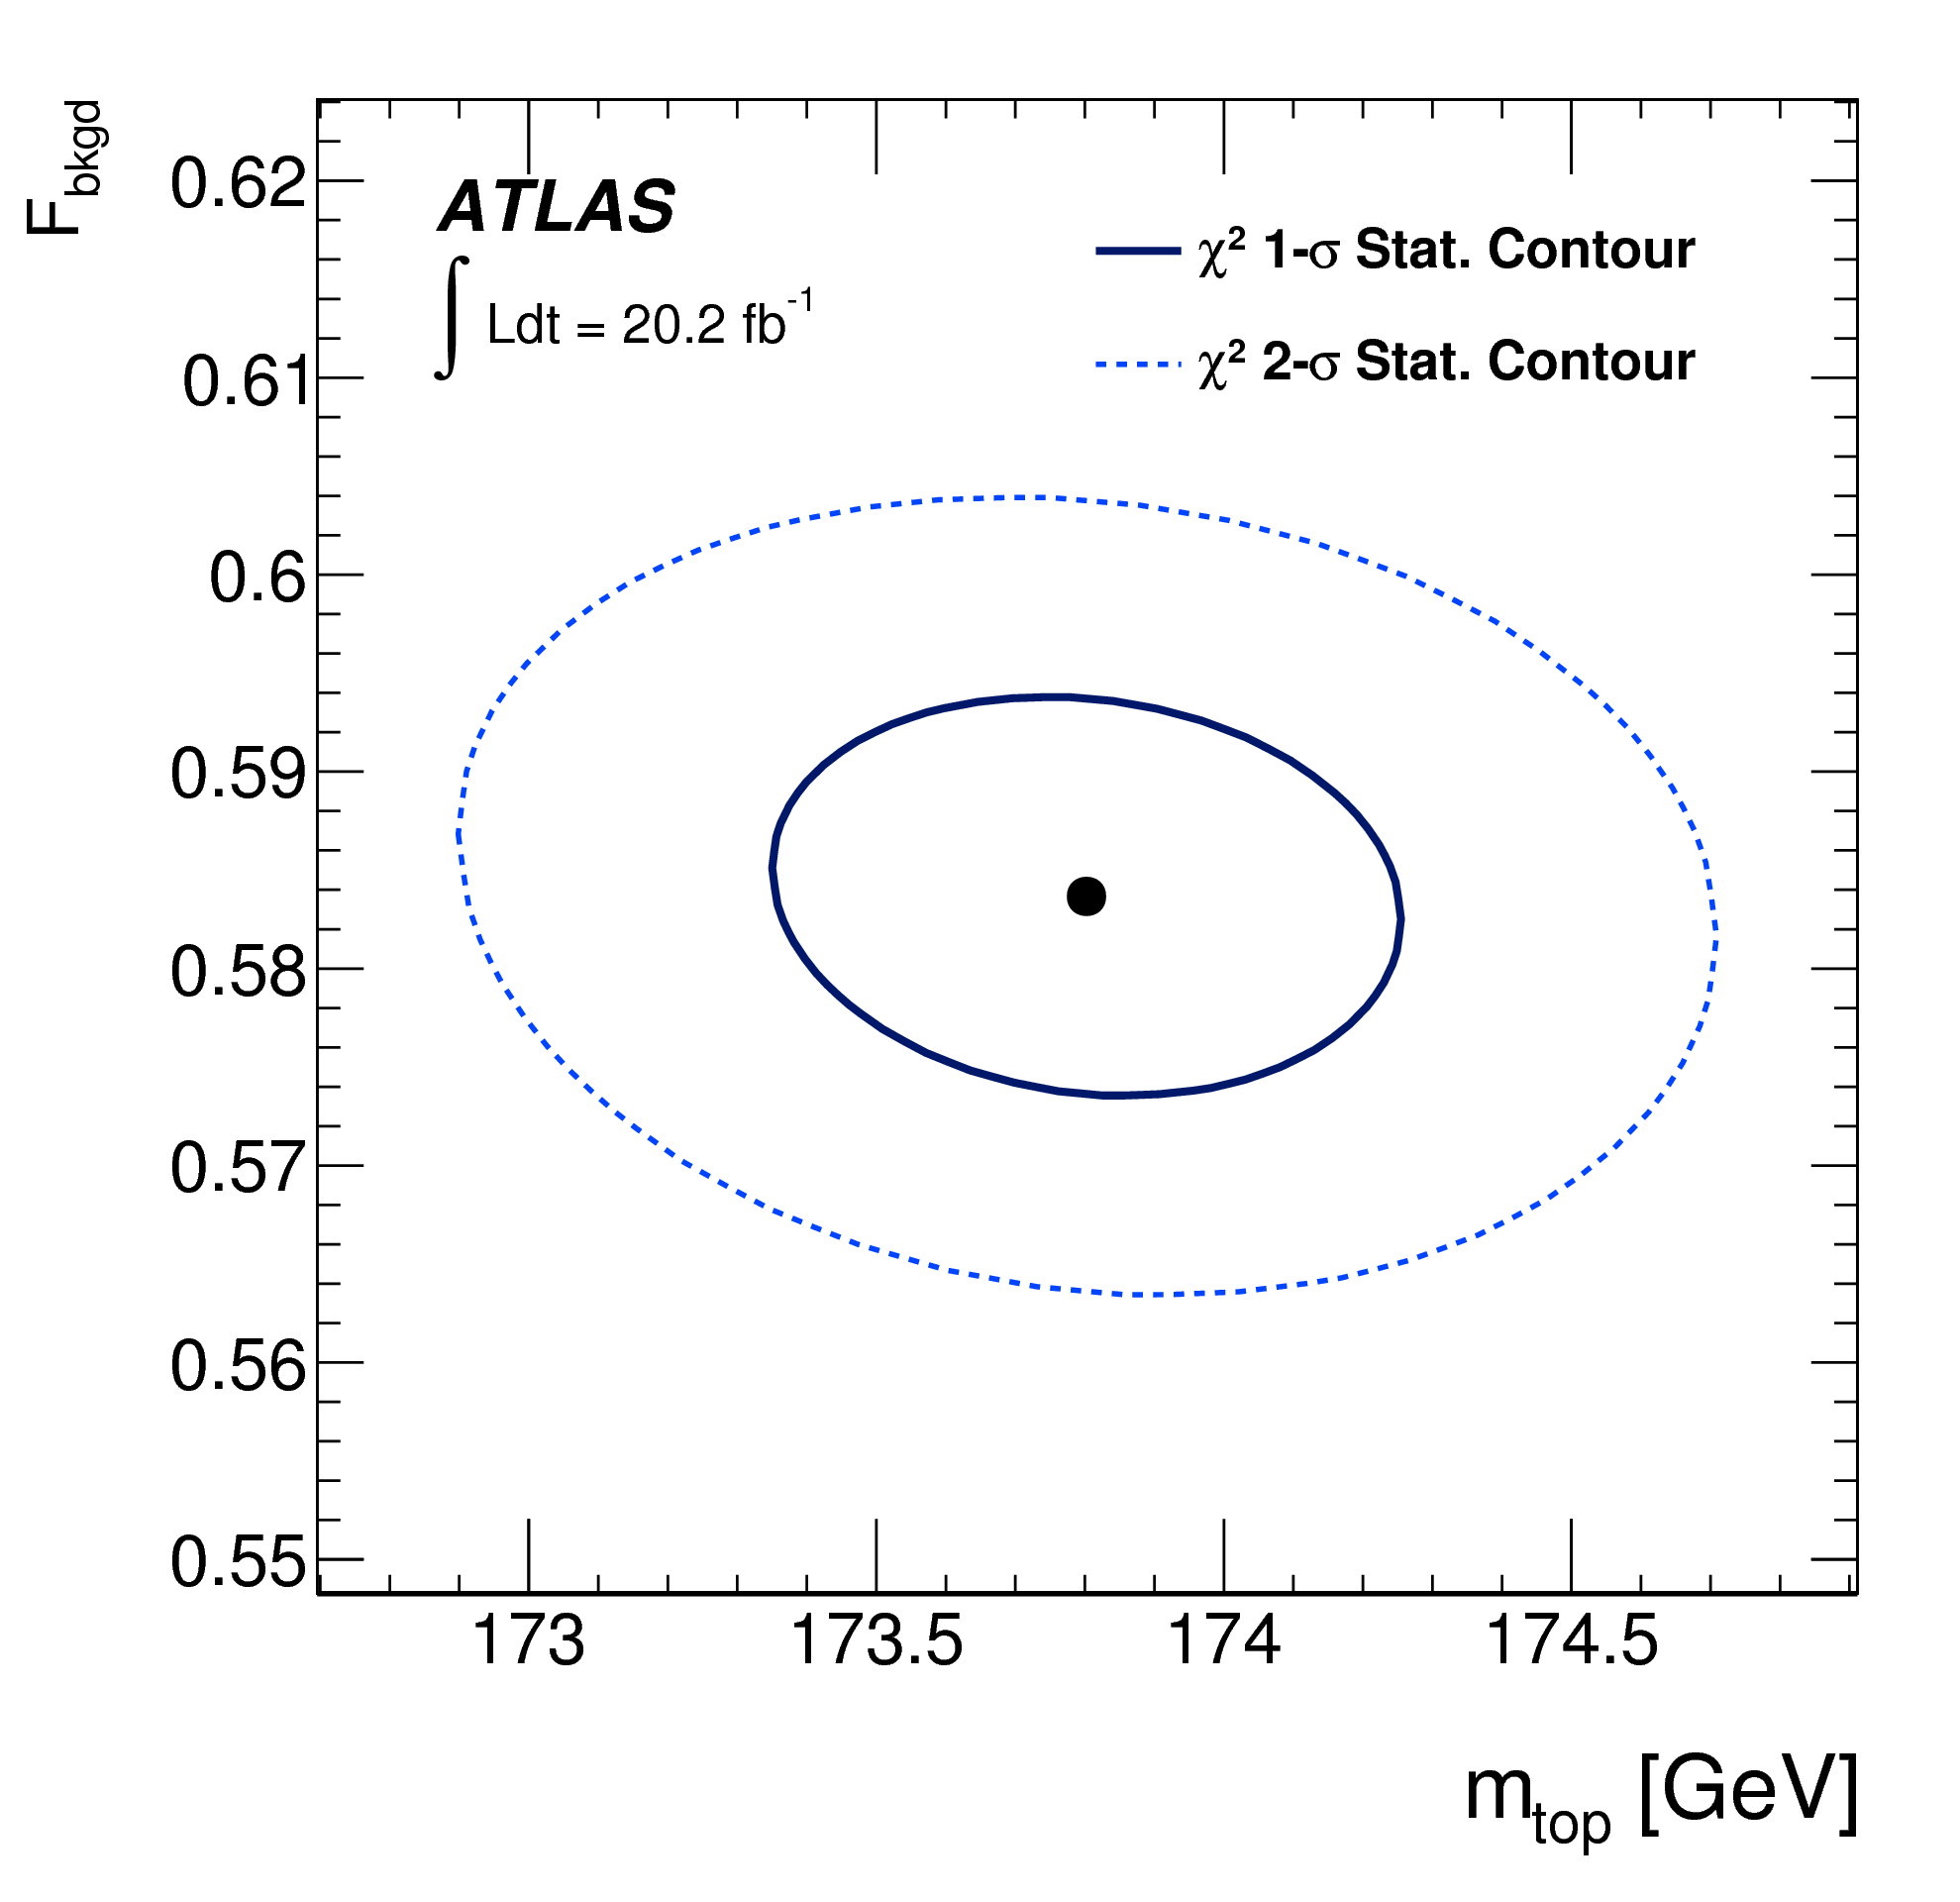 F_bkgd
0.62
0.61
0.6
0.59
0.58
0.57
0.56
0.55
ATLAS
∫ Ldt = 20.2 fb^-1
χ² 1-σ Stat. Contour
χ² 2-σ Stat. Contour
173 173.5 174 174.5
m_top [GeV]